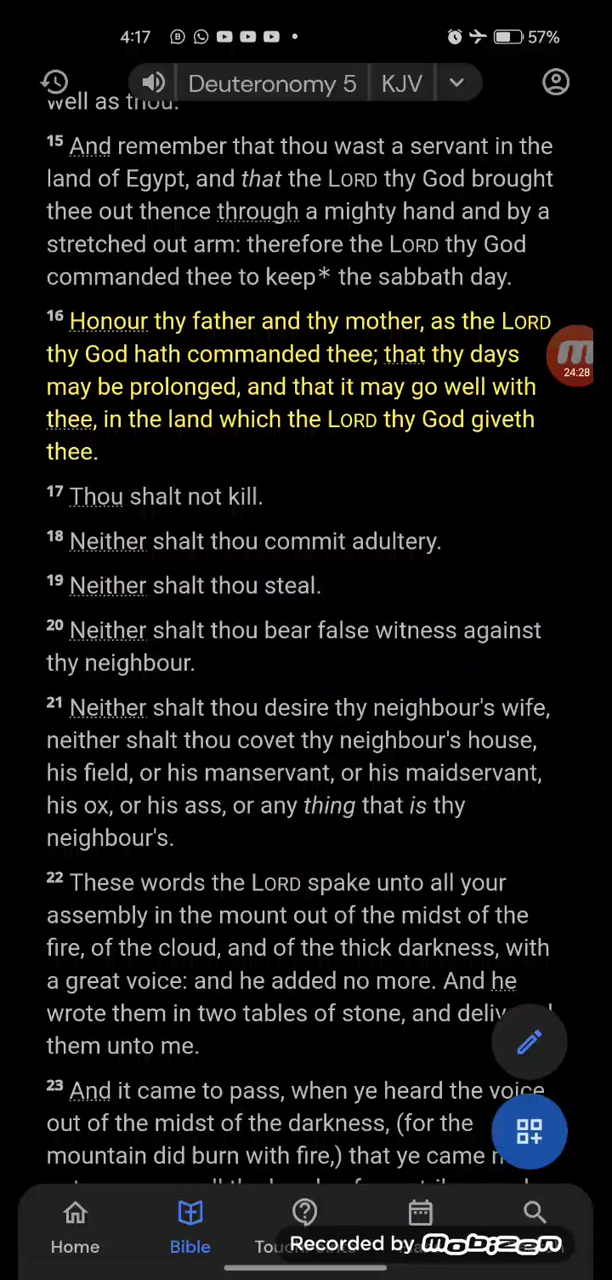 4:17
57%
Deuteronomy 5 KJV
well as thou.
15 And remember that thou wast a servant in the
land of Egypt, and that the LORD thy God brought
thee out thence through a mighty hand and by a
stretched out arm: therefore the LORD thy God
commanded thee to keep* the sabbath day.
16 Honour thy father and thy mother, as the LORD
thy God hath commanded thee; that thy days
may be prolonged, and that it may go well with
thee, in the land which the LORD thy God giveth
thee.
24:28
17 Thou shalt not kill.
18 Neither shalt thou commit adultery.
19 Neither shalt thou steal.
20 Neither shalt thou bear false witness against
thy neighbour.
21 Neither shalt thou desire thy neighbour's wife,
neither shalt thou covet thy neighbour's house,
his field, or his manservant, or his maidservant,
his ox, or his ass, or any thing that is thy
neighbour's.
22 These words the LORD spake unto all your
assembly in the mount out of the midst of the
fire, of the cloud, and of the thick darkness, with
a great voice: and he added no more. And he
wrote them in two tables of stone, and
them unto me.
23 And it came to pass, when ye heard the voice
out of the midst of the darkness, (for the
mountain did burn with fire,) that ye came
Home
Bible
Recorded by Mobizen